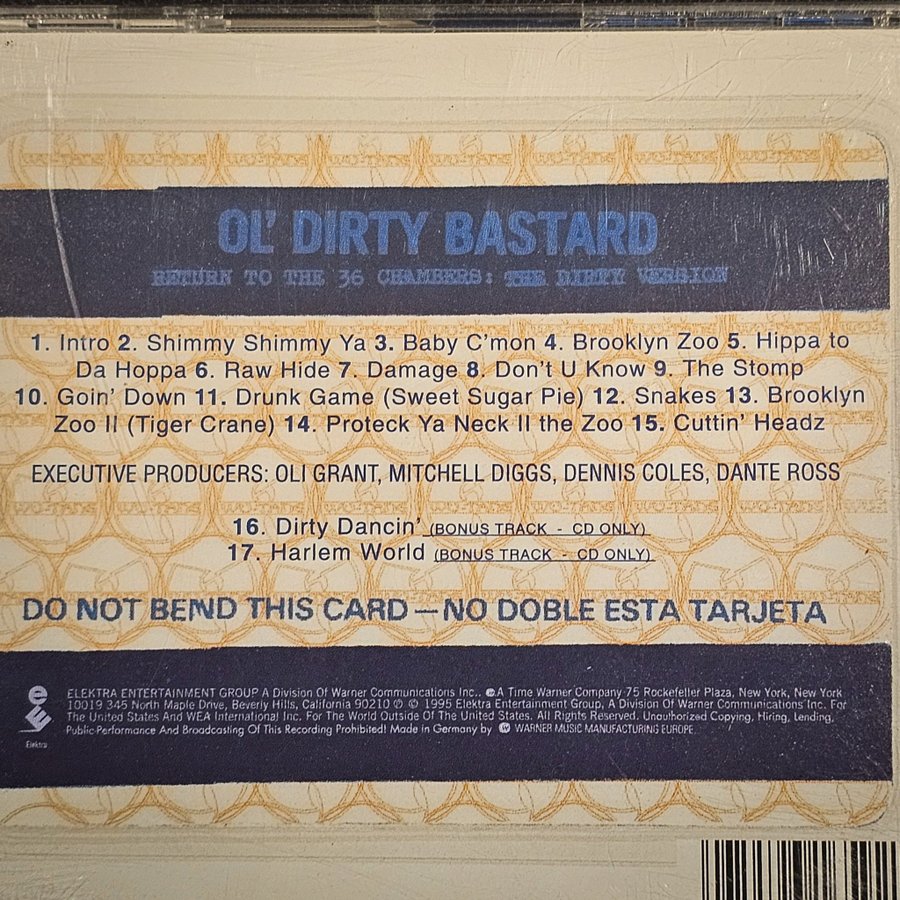 OL' DIRTY BASTARD
RETURN TO THE 36 CHAMBERS: THE DIRTY VERSION
1. Intro 2. Shimmy Shimmy Ya 3. Baby C'mon 4. Brooklyn Zoo 5. Hippa to
Da Hoppa 6. Raw Hide 7. Damage 8. Don't U Know 9. The Stomp
10. Goin' Down 11. Drunk Game (Sweet Sugar Pie) 12. Snakes 13. Brooklyn
Zoo II (Tiger Crane) 14. Proteck Ya Neck II the Zoo 15. Cuttin' Headz
EXECUTIVE PRODUCERS: OLI GRANT, MITCHELL DIGGS, DENNIS COLES, DANTE ROSS
16. Dirty Dancin' (BONUS TRACK - CD ONLY)
17. Harlem World (BONUS TRACK - CD ONLY)
DO NOT BEND THIS CARD—NO DOBLE ESTA TARJETA
ELEKTRA ENTERTAINMENT GROUP A Division Of Warner Communications Inc.. A Time Warner Company 75 Rockefeller Plaza, New York, New York
10019 345 North Maple Drive, Beverly Hills, California 90210 ℗ © 1995 Elektra Entertainment Group, A Division Of Warner Communications Inc. For
The United States And WEA International Inc. For The World Outside Of The United States. All Rights Reserved. Unauthorized Copying, Hiring, Lending,
Public Performance And Broadcasting Of This Recording Prohibited! Made in Germany by WARNER MUSIC MANUFACTURING EUROPE.
Elektra